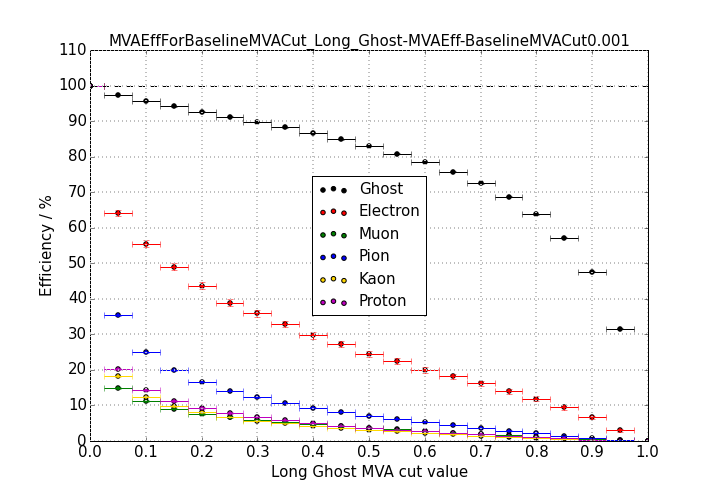 MVAEffForBaselineMVACut_Long_Ghost-MVAEff-BaselineMVACut0.001
110
100
90
80
70
60
50
40
30
20
10
0
Efficiency / %
Ghost
Electron
Muon
Pion
Kaon
Proton
0.0 0.1 0.2 0.3 0.4 0.5 0.6 0.7 0.8 0.9 1.0
Long Ghost MVA cut value